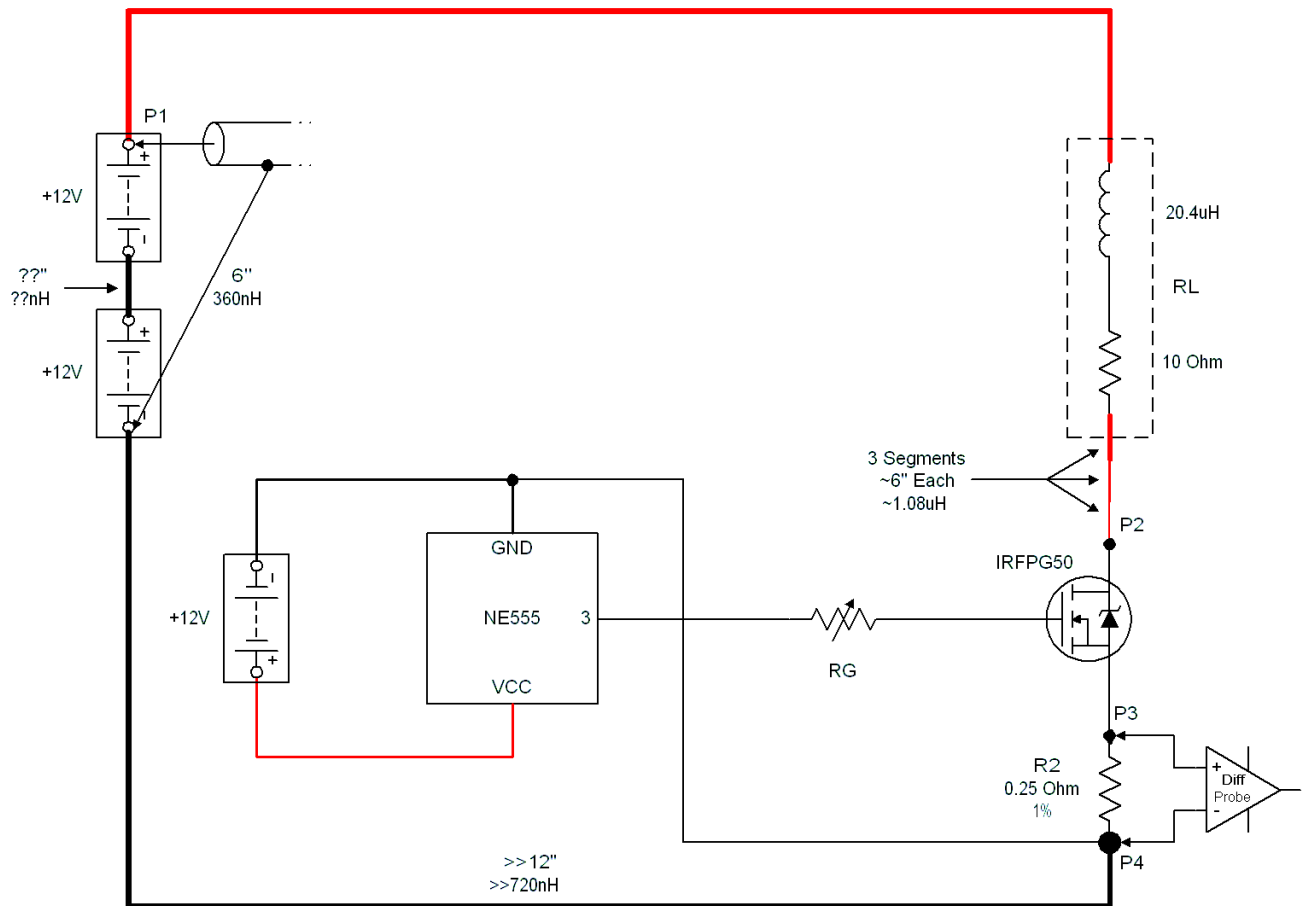 P1
+
+12V
-
??"
??nH
6"
360nH
+
+12V
-
20.4uH
RL
10 Ohm
3 Segments
~6" Each
~1.08uH
P2
GND
IRFPG50
-
+12V
NE555
3
+
RG
VCC
P3
R2
0.25 Ohm
1%
+
Diff
Probe
-
P4
>>12"
>>720nH